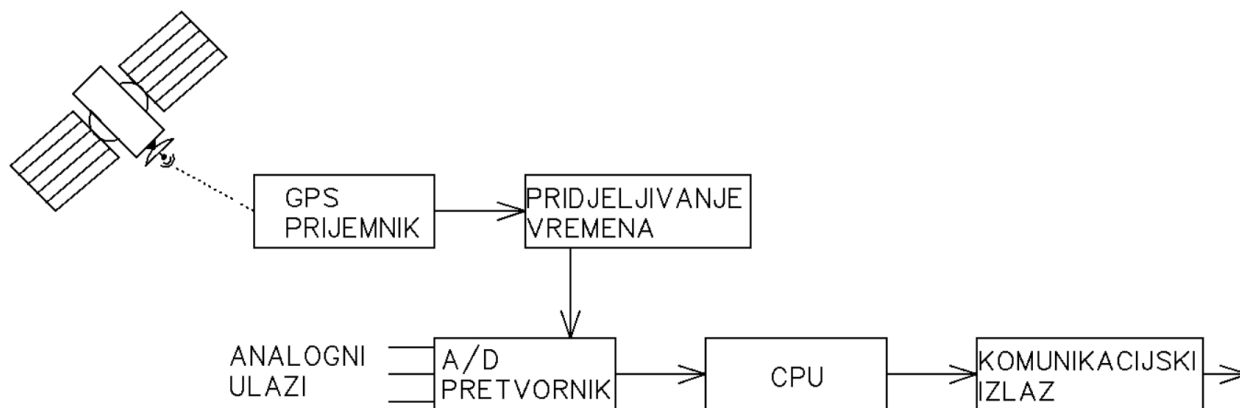 GPS
PRIJEMNIK
PRIDJELJIVANJE
VREMENA
ANALOGNI
ULAZI
A/D
PRETVORNIK
CPU
KOMUNIKACIJSKI
IZLAZ